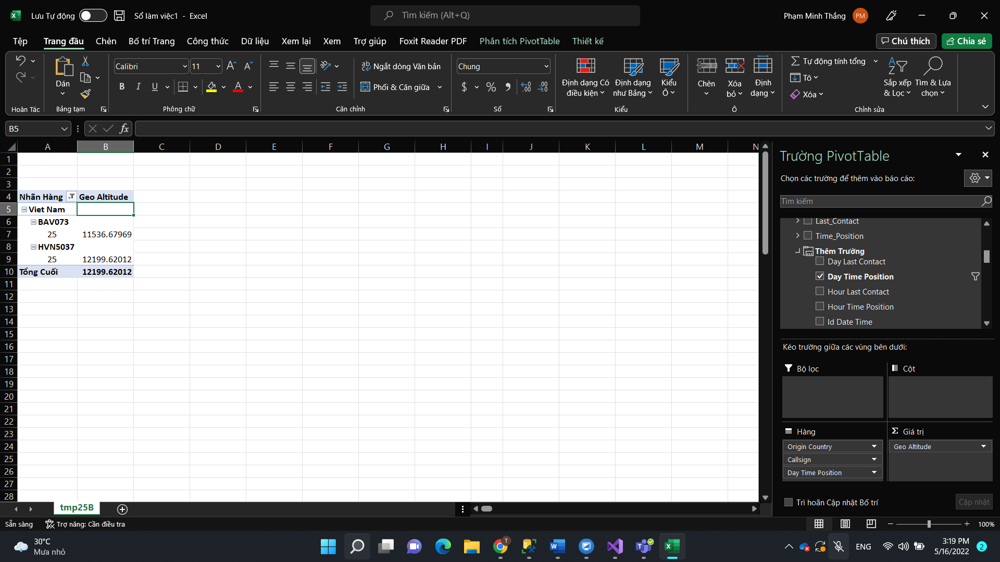 Lưu Tự động
Sổ làm việc1 - Excel
Tìm kiếm (Alt+Q)
Phạm Minh Thắng
PM
Tệp
Trang đầu
Chèn
Bố trí Trang
Công thức
Dữ liệu
Xem lại
Xem
Trợ giúp
Foxit Reader PDF
Phân tích PivotTable
Thiết kế
Chú thích
Chia sẻ
Hoàn Tác
Dán
Bảng tạm
Calibri
11
B I U
Phông chữ
Ngắt dòng Văn bản
Phối & Căn giữa
Căn chỉnh
Chung
$ % ,
Số
Định dạng Có
điều kiện
Định dạng
như Bảng
Kiểu
Ô
Kiểu
Chèn
Xóa
bỏ
Định
dạng
Ô
Tự động tính tổng
Tô
Xóa
Sắp xếp
& Lọc
Tìm & Lựa
chọn
Chỉnh sửa
B5
fx
A B C D E F G H I J K L M N
1
2
3
4 Nhãn Hàng Geo Altitude
5 Viet Nam
6 BAV073
7 25 11536.67969
8 HVN5037
9 25 12199.62012
10 Tổng Cuối 12199.62012
11
12
13
14
15
16
17
18
19
20
21
22
23
24
25
26
27
28
Trường PivotTable
Chọn các trường để thêm vào báo cáo:
Tìm kiếm
Last_Contact
Time_Position
Thêm Trường
Day Last Contact
Day Time Position
Hour Last Contact
Hour Time Position
Id Date Time
Kéo trường giữa các vùng bên dưới:
Bộ lọc
Cột
Hàng
Origin Country
Callsign
Day Time Position
Σ Giá trị
Geo Altitude
Trì hoãn Cập nhật Bố trí
Cập nhật
tmp25B
Sẵn sàng
Trợ năng: Cần điều tra
100%
30°C
Mưa nhỏ
ENG
3:19 PM
5/16/2022
2